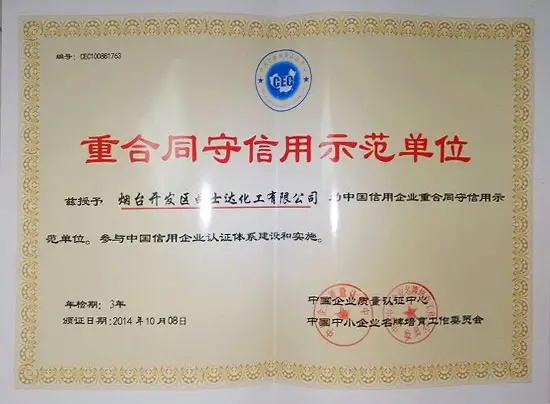 编号：CEC100861763
CEC
重合同守信用示范单位
兹授予 烟台开发区 士达化工有限公司 为中国信用企业重合同守信用示
范单位。参与中国信用企业认证体系建设和实施。
年检期：3年
颁证日期：2014年10月08日
中国企业质量认证中心
中国中小企业名牌培育工作委员会